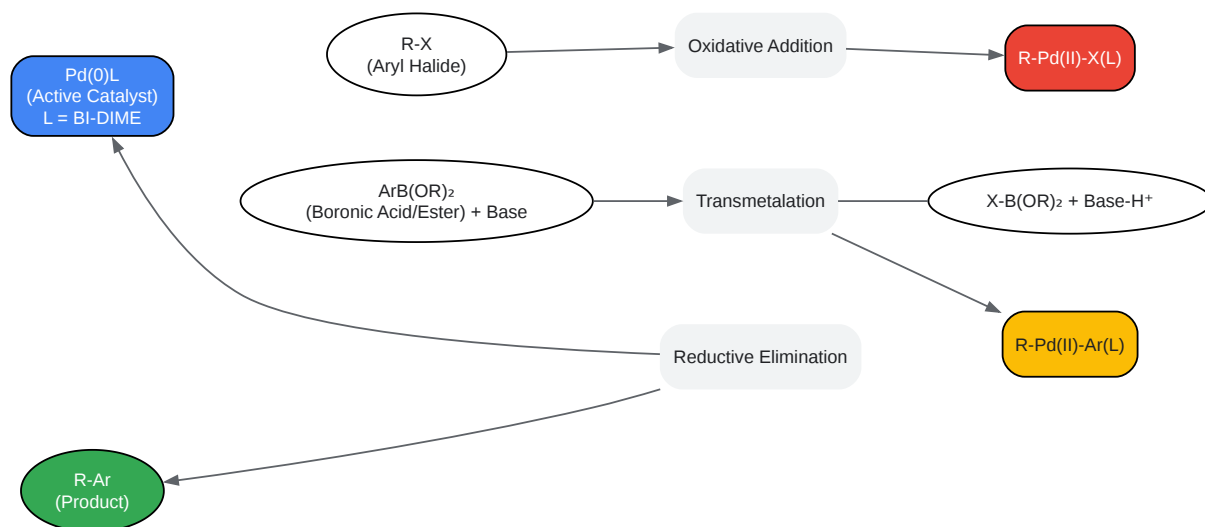 R-X
(Aryl Halide)
Oxidative Addition
R-Pd(II)-X(L)
Pd(0)L
(Active Catalyst)
L = BI-DIME
ArB(OR)₂
(Boronic Acid/Ester) + Base
Transmetalation
X-B(OR)₂ + Base-H⁺
Reductive Elimination
R-Pd(II)-Ar(L)
R-Ar
(Product)